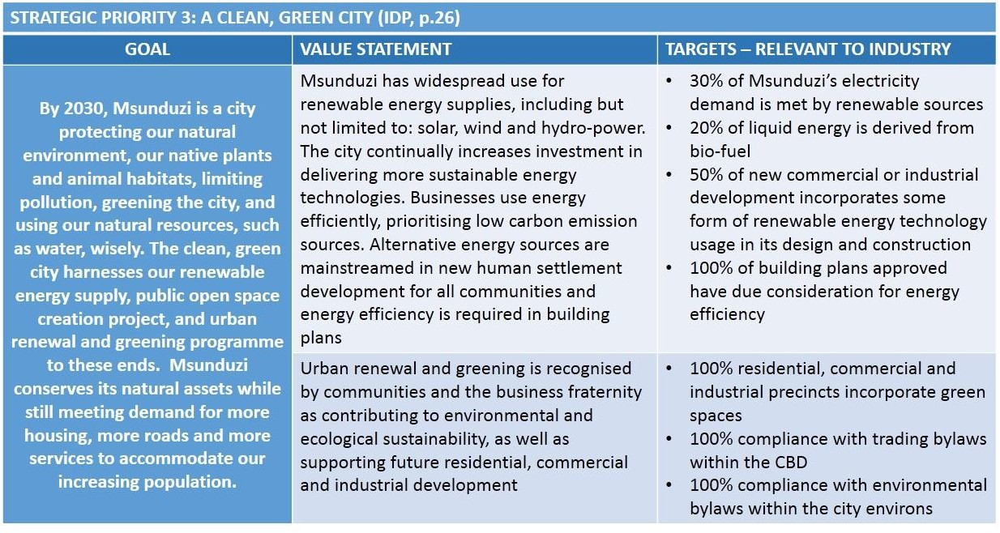 STRATEGIC PRIORITY 3: A CLEAN, GREEN CITY (IDP, p.26)
GOAL
VALUE STATEMENT
TARGETS – RELEVANT TO INDUSTRY
By 2030, Msunduzi is a city
protecting our natural
environment, our native plants
and animal habitats, limiting
pollution, greening the city, and
using our natural resources, such
as water, wisely. The clean, green
city harnesses our renewable
energy supply, public open space
creation project, and urban
renewal and greening programme
to these ends.  Msunduzi
conserves its natural assets while
still meeting demand for more
housing, more roads and more
services to accommodate our
increasing population.
Msunduzi has widespread use for
renewable energy supplies, including but
not limited to: solar, wind and hydro-power.
The city continually increases investment in
delivering more sustainable energy
technologies. Businesses use energy
efficiently, prioritising low carbon emission
sources. Alternative energy sources are
mainstreamed in new human settlement
development for all communities and
energy efficiency is required in building
plans
• 30% of Msunduzi’s electricity
demand is met by renewable sources
• 20% of liquid energy is derived from
bio-fuel
• 50% of new commercial or industrial
development incorporates some
form of renewable energy technology
usage in its design and construction
• 100% of building plans approved
have due consideration for energy
efficiency
Urban renewal and greening is recognised
by communities and the business fraternity
as contributing to environmental and
ecological sustainability, as well as
supporting future residential, commercial
and industrial development
• 100% residential, commercial and
industrial precincts incorporate green
spaces
• 100% compliance with trading bylaws
within the CBD
• 100% compliance with environmental
bylaws within the city environs